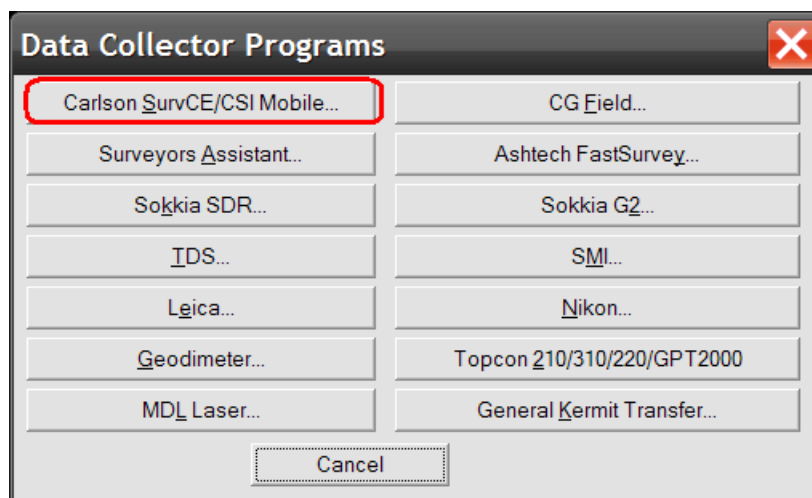 Data Collector Programs
Carlson SurvCE/CSI Mobile...
CG Field...
Surveyors Assistant...
Ashtech FastSurvey...
Sokkia SDR...
Sokkia G2...
TDS...
SMI...
Leica...
Nikon...
Geodimeter...
Topcon 210/310/220/GPT2000
MDL Laser...
General Kermit Transfer...
Cancel